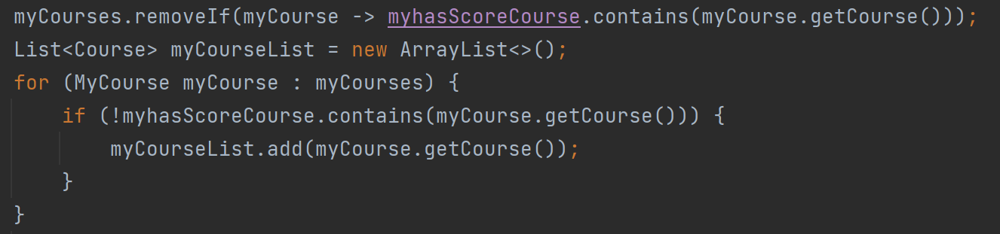 myCourses.removeIf(myCourse -> myhasScoreCourse.contains(myCourse.getCourse()));
List<Course> myCourseList = new ArrayList<>();
for (MyCourse myCourse : myCourses) {
    if (!myhasScoreCourse.contains(myCourse.getCourse())) {
        myCourseList.add(myCourse.getCourse());
    }
}